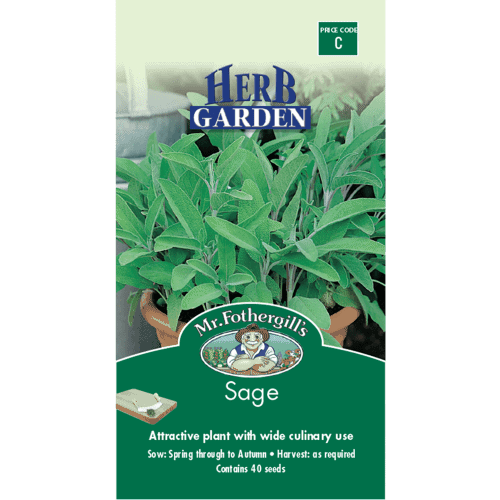 PRICE CODE
C
HERB
GARDEN
Mr. Fothergill's
Sage
Attractive plant with wide culinary use
Sow: Spring through to Autumn • Harvest: as required
Contains 40 seeds